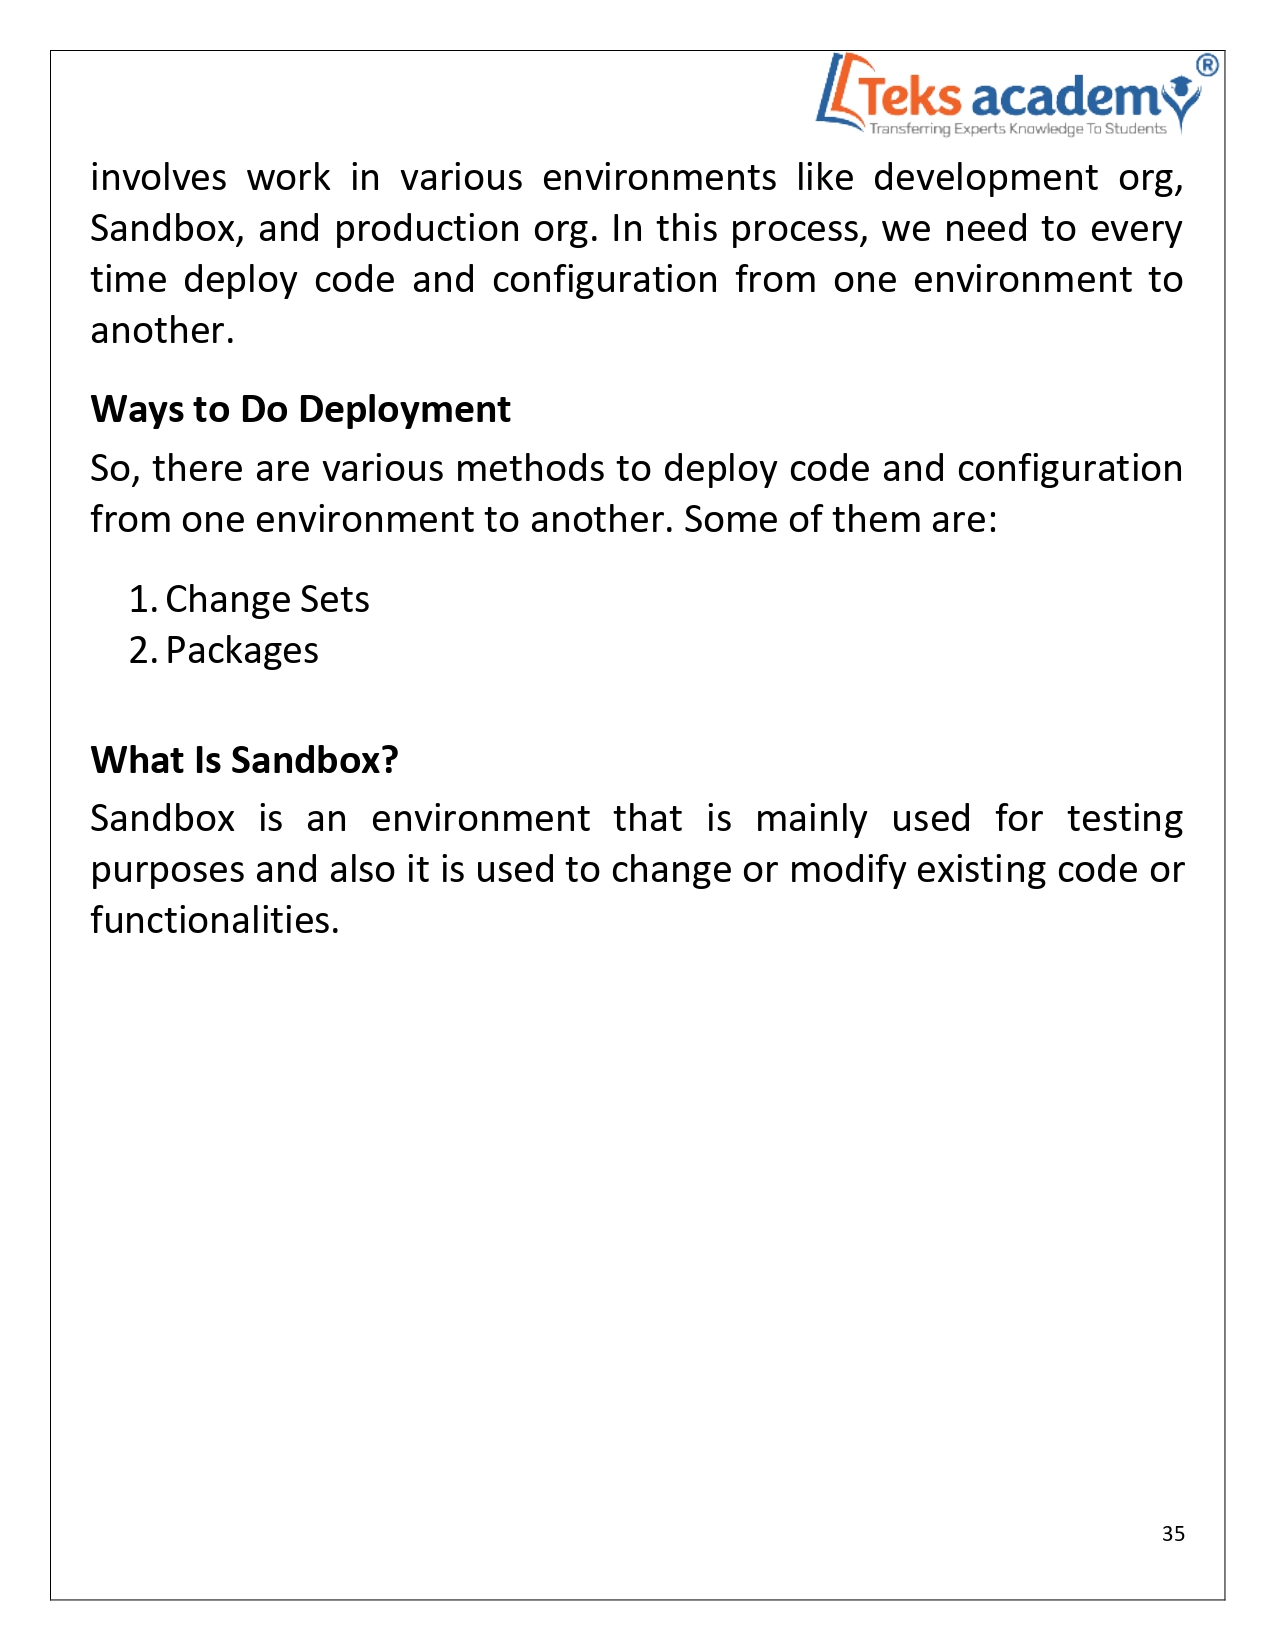 Teks academy ®
Transferring Experts Knowledge To Students
involves work in various environments like development org,
Sandbox, and production org. In this process, we need to every
time deploy code and configuration from one environment to
another.
Ways to Do Deployment
So, there are various methods to deploy code and configuration
from one environment to another. Some of them are:
1. Change Sets
2. Packages
What Is Sandbox?
Sandbox is an environment that is mainly used for testing
purposes and also it is used to change or modify existing code or
functionalities.
35